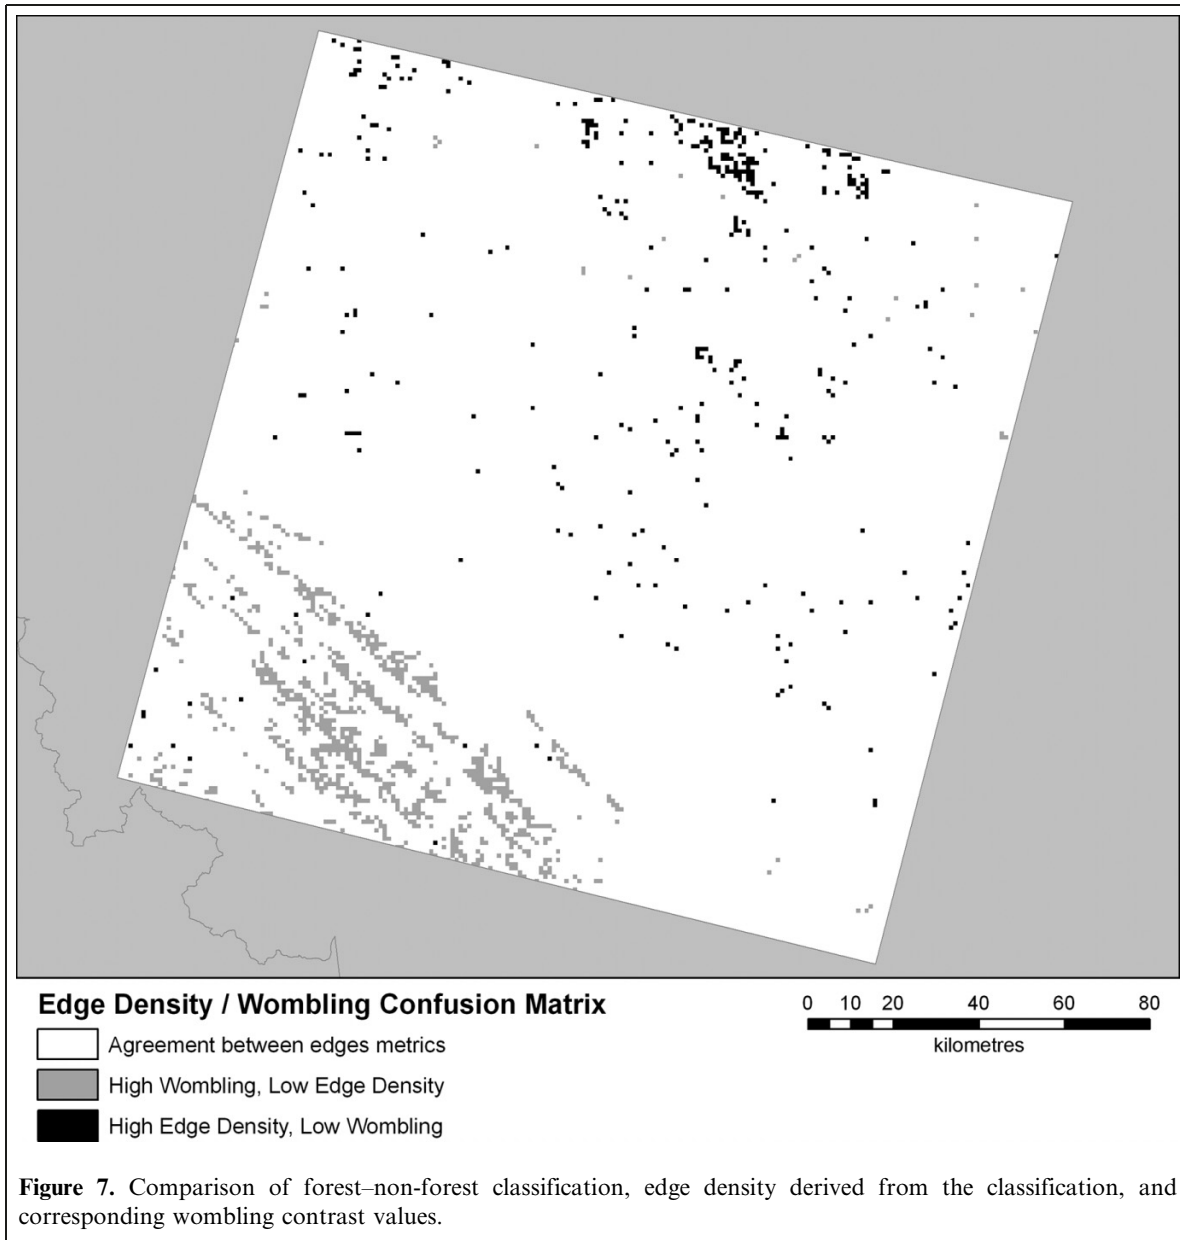 Edge Density / Wombling Confusion Matrix
0 10 20 40 60 80
kilometres
Agreement between edges metrics
High Wombling, Low Edge Density
High Edge Density, Low Wombling
Figure 7. Comparison of forest–non-forest classification, edge density derived from the classification, and
corresponding wombling contrast values.